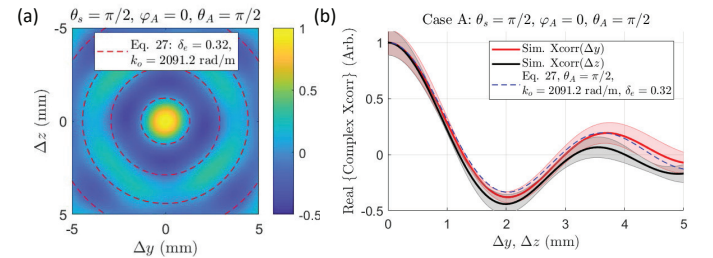 (a)
θs = π/2, φA = 0, θA = π/2
-5
0
5
Δz (mm)
Eq. 27: δe = 0.32,
ko = 2091.2 rad/m
-5
0
5
Δy (mm)
1
0.5
0
-0.5
(b)
Case A: θs = π/2, φA = 0, θA = π/2
Real {Complex Xcorr} (Arb.)
1
0.5
0
-0.5
Sim. Xcorr(Δy)
Sim. Xcorr(Δz)
Eq. 27, θA = π/2,
ko = 2091.2 rad/m, δe = 0.32
0
1
2
3
4
5
Δy, Δz (mm)